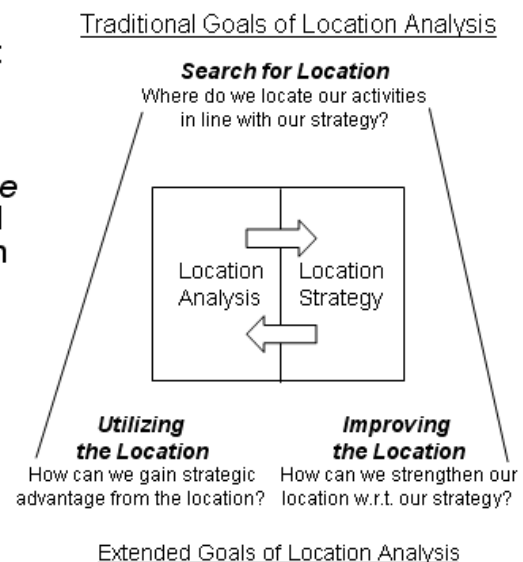 Traditional Goals of Location Analysis
Search for Location
Where do we locate our activities
in line with our strategy?
Location
Analysis
Location
Strategy
Utilizing
the Location
How can we gain strategic
advantage from the location?
Improving
the Location
How can we strengthen our
location w.r.t. our strategy?
Extended Goals of Location Analysis